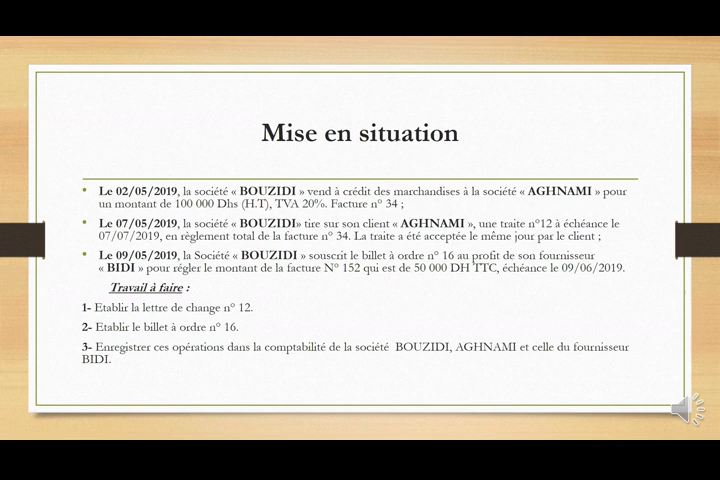 Mise en situation
• Le 02/05/2019, la société « BOUZIDI » vend à crédit des marchandises à la société « AGHNAMI » pour
un montant de 100 000 Dhs (H.T), TVA 20%. Facture n° 34 ;
• Le 07/05/2019, la société « BOUZIDI» tire sur son client « AGHNAMI », une traite n°12 à échéance le
07/07/2019, en règlement total de la facture n° 34. La traite a été acceptée le même jour par le client ;
• Le 09/05/2019, la Société « BOUZIDI » souscrit le billet à ordre n° 16 au profit de son fournisseur
« BIDI » pour régler le montant de la facture N° 152 qui est de 50 000 DH TTC, échéance le 09/06/2019.
Travail à faire :
1- Etablir la lettre de change n° 12.
2- Etablir le billet à ordre n° 16.
3- Enregistrer ces opérations dans la comptabilité de la société BOUZIDI, AGHNAMI et celle du fournisseur
BIDI.